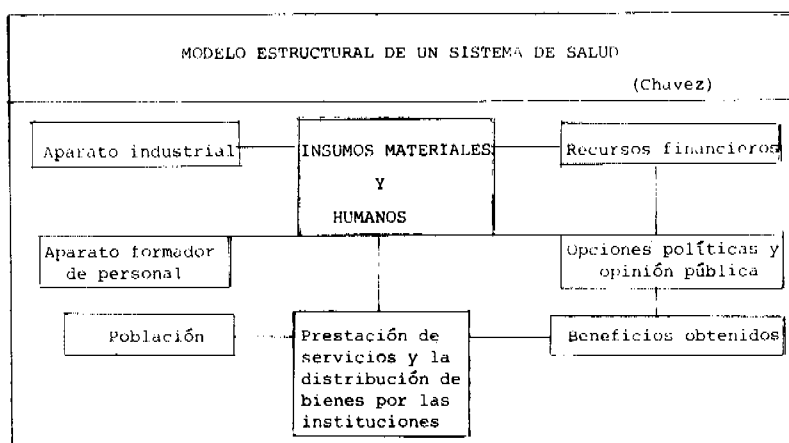 MODELO ESTRUCTURAL DE UN SISTEMA DE SALUD
(Chavez)
Aparato industrial
INSUMOS MATERIALES
Y
HUMANOS
Recursos financieros
Aparato formador
de personal
Opciones políticas y
opinión pública
Población
Prestación de
servicios y la
distribución de
bienes por las
instituciones
Beneficios obtenidos